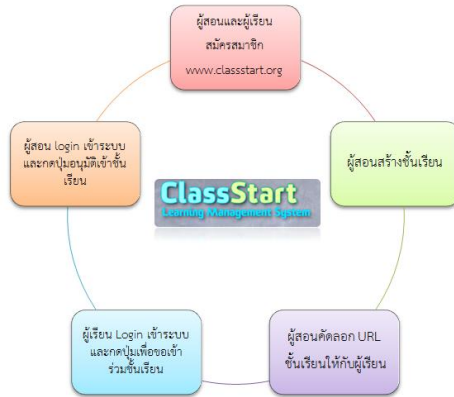 ผู้สอนและผู้เรียน
สมัครสมาชิก
www.classstart.org
ผู้สอนสร้างชั้นเรียน
ผู้สอนคัดลอก URL
ชั้นเรียนให้กับผู้เรียน
ผู้เรียน Login เข้าระบบ
และกดปุ่มเพื่อขอเข้า
ร่วมชั้นเรียน
ผู้สอน login เข้าระบบ
และกดปุ่มอนุมัติเข้าชั้น
เรียน
ClassStart
Learning Management System